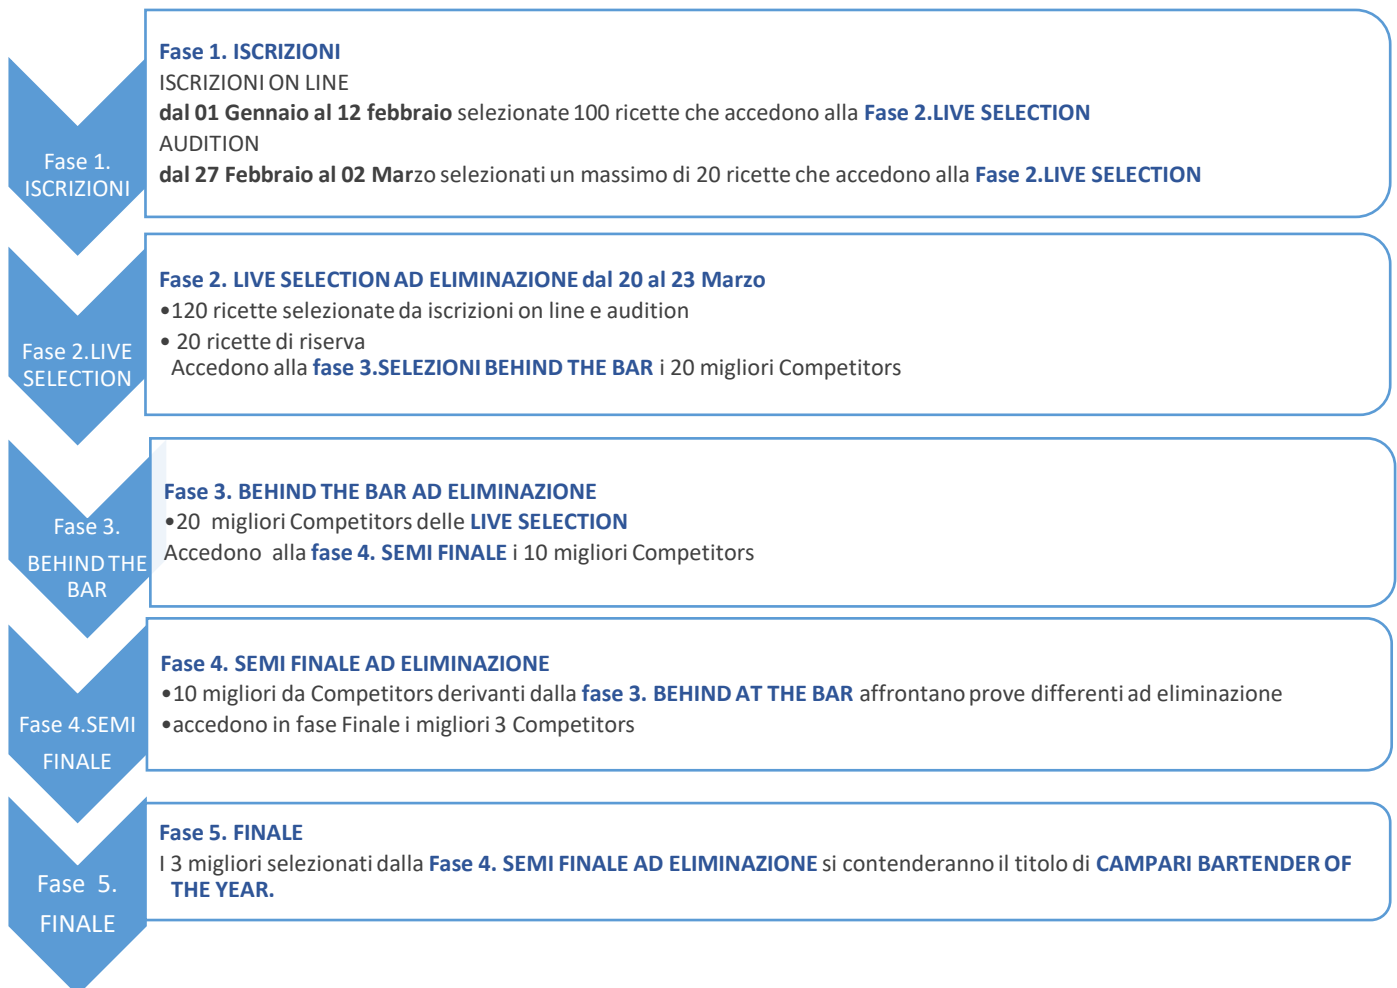 Fase 1.
ISCRIZIONI
Fase 1. ISCRIZIONI
ISCRIZIONI ON LINE
dal 01 Gennaio al 12 febbraio selezionate 100 ricette che accedono alla Fase 2.LIVE SELECTION
AUDITION
dal 27 Febbraio al 02 Marzo selezionati un massimo di 20 ricette che accedono alla Fase 2.LIVE SELECTION
Fase 2.LIVE
SELECTION
Fase 2. LIVE SELECTION AD ELIMINAZIONE dal 20 al 23 Marzo
•120 ricette selezionate da iscrizioni on line e audition
• 20 ricette di riserva
Accedono alla fase 3.SELEZIONI BEHIND THE BAR i 20 migliori Competitors
Fase 3.
BEHIND THE
BAR
Fase 3. BEHIND THE BAR AD ELIMINAZIONE
•20 migliori Competitors delle LIVE SELECTION
Accedono alla fase 4. SEMI FINALE i 10 migliori Competitors
Fase 4.SEMI
FINALE
Fase 4. SEMI FINALE AD ELIMINAZIONE
•10 migliori da Competitors derivanti dalla fase 3. BEHIND AT THE BAR affrontano prove differenti ad eliminazione
•accedono in fase Finale i migliori 3 Competitors
Fase 5.
FINALE
Fase 5. FINALE
I 3 migliori selezionati dalla Fase 4. SEMI FINALE AD ELIMINAZIONE si contenderanno il titolo di CAMPARI BARTENDER OF
THE YEAR.